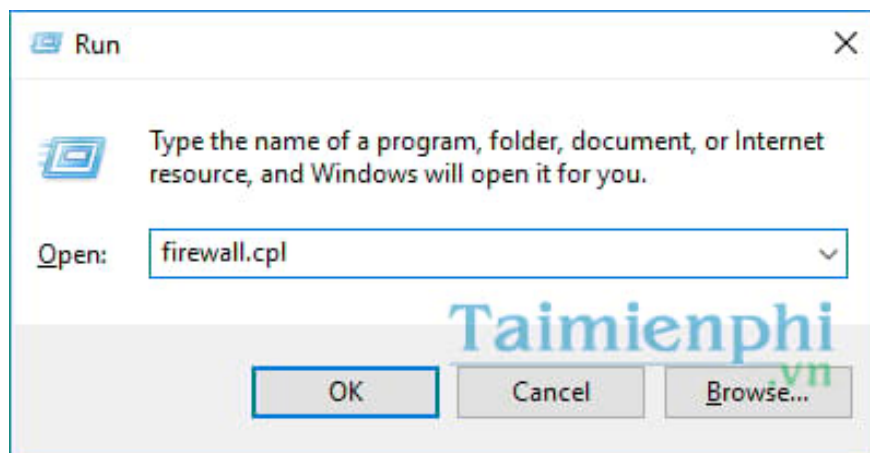 Run
Type the name of a program, folder, document, or Internet
resource, and Windows will open it for you.
Open: firewall.cpl
Taimienphi
.vn
OK Cancel Browse...